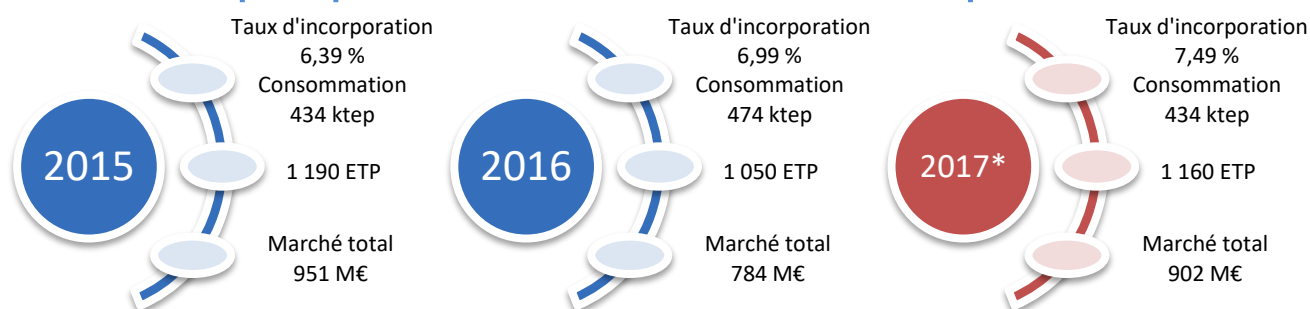 2015
Taux d'incorporation
6,39 %
Consommation
434 ktep
1 190 ETP
Marché total
951 M€
2016
Taux d'incorporation
6,99 %
Consommation
474 ktep
1 050 ETP
Marché total
784 M€
2017*
Taux d'incorporation
7,49 %
Consommation
434 ktep
1 160 ETP
Marché total
902 M€